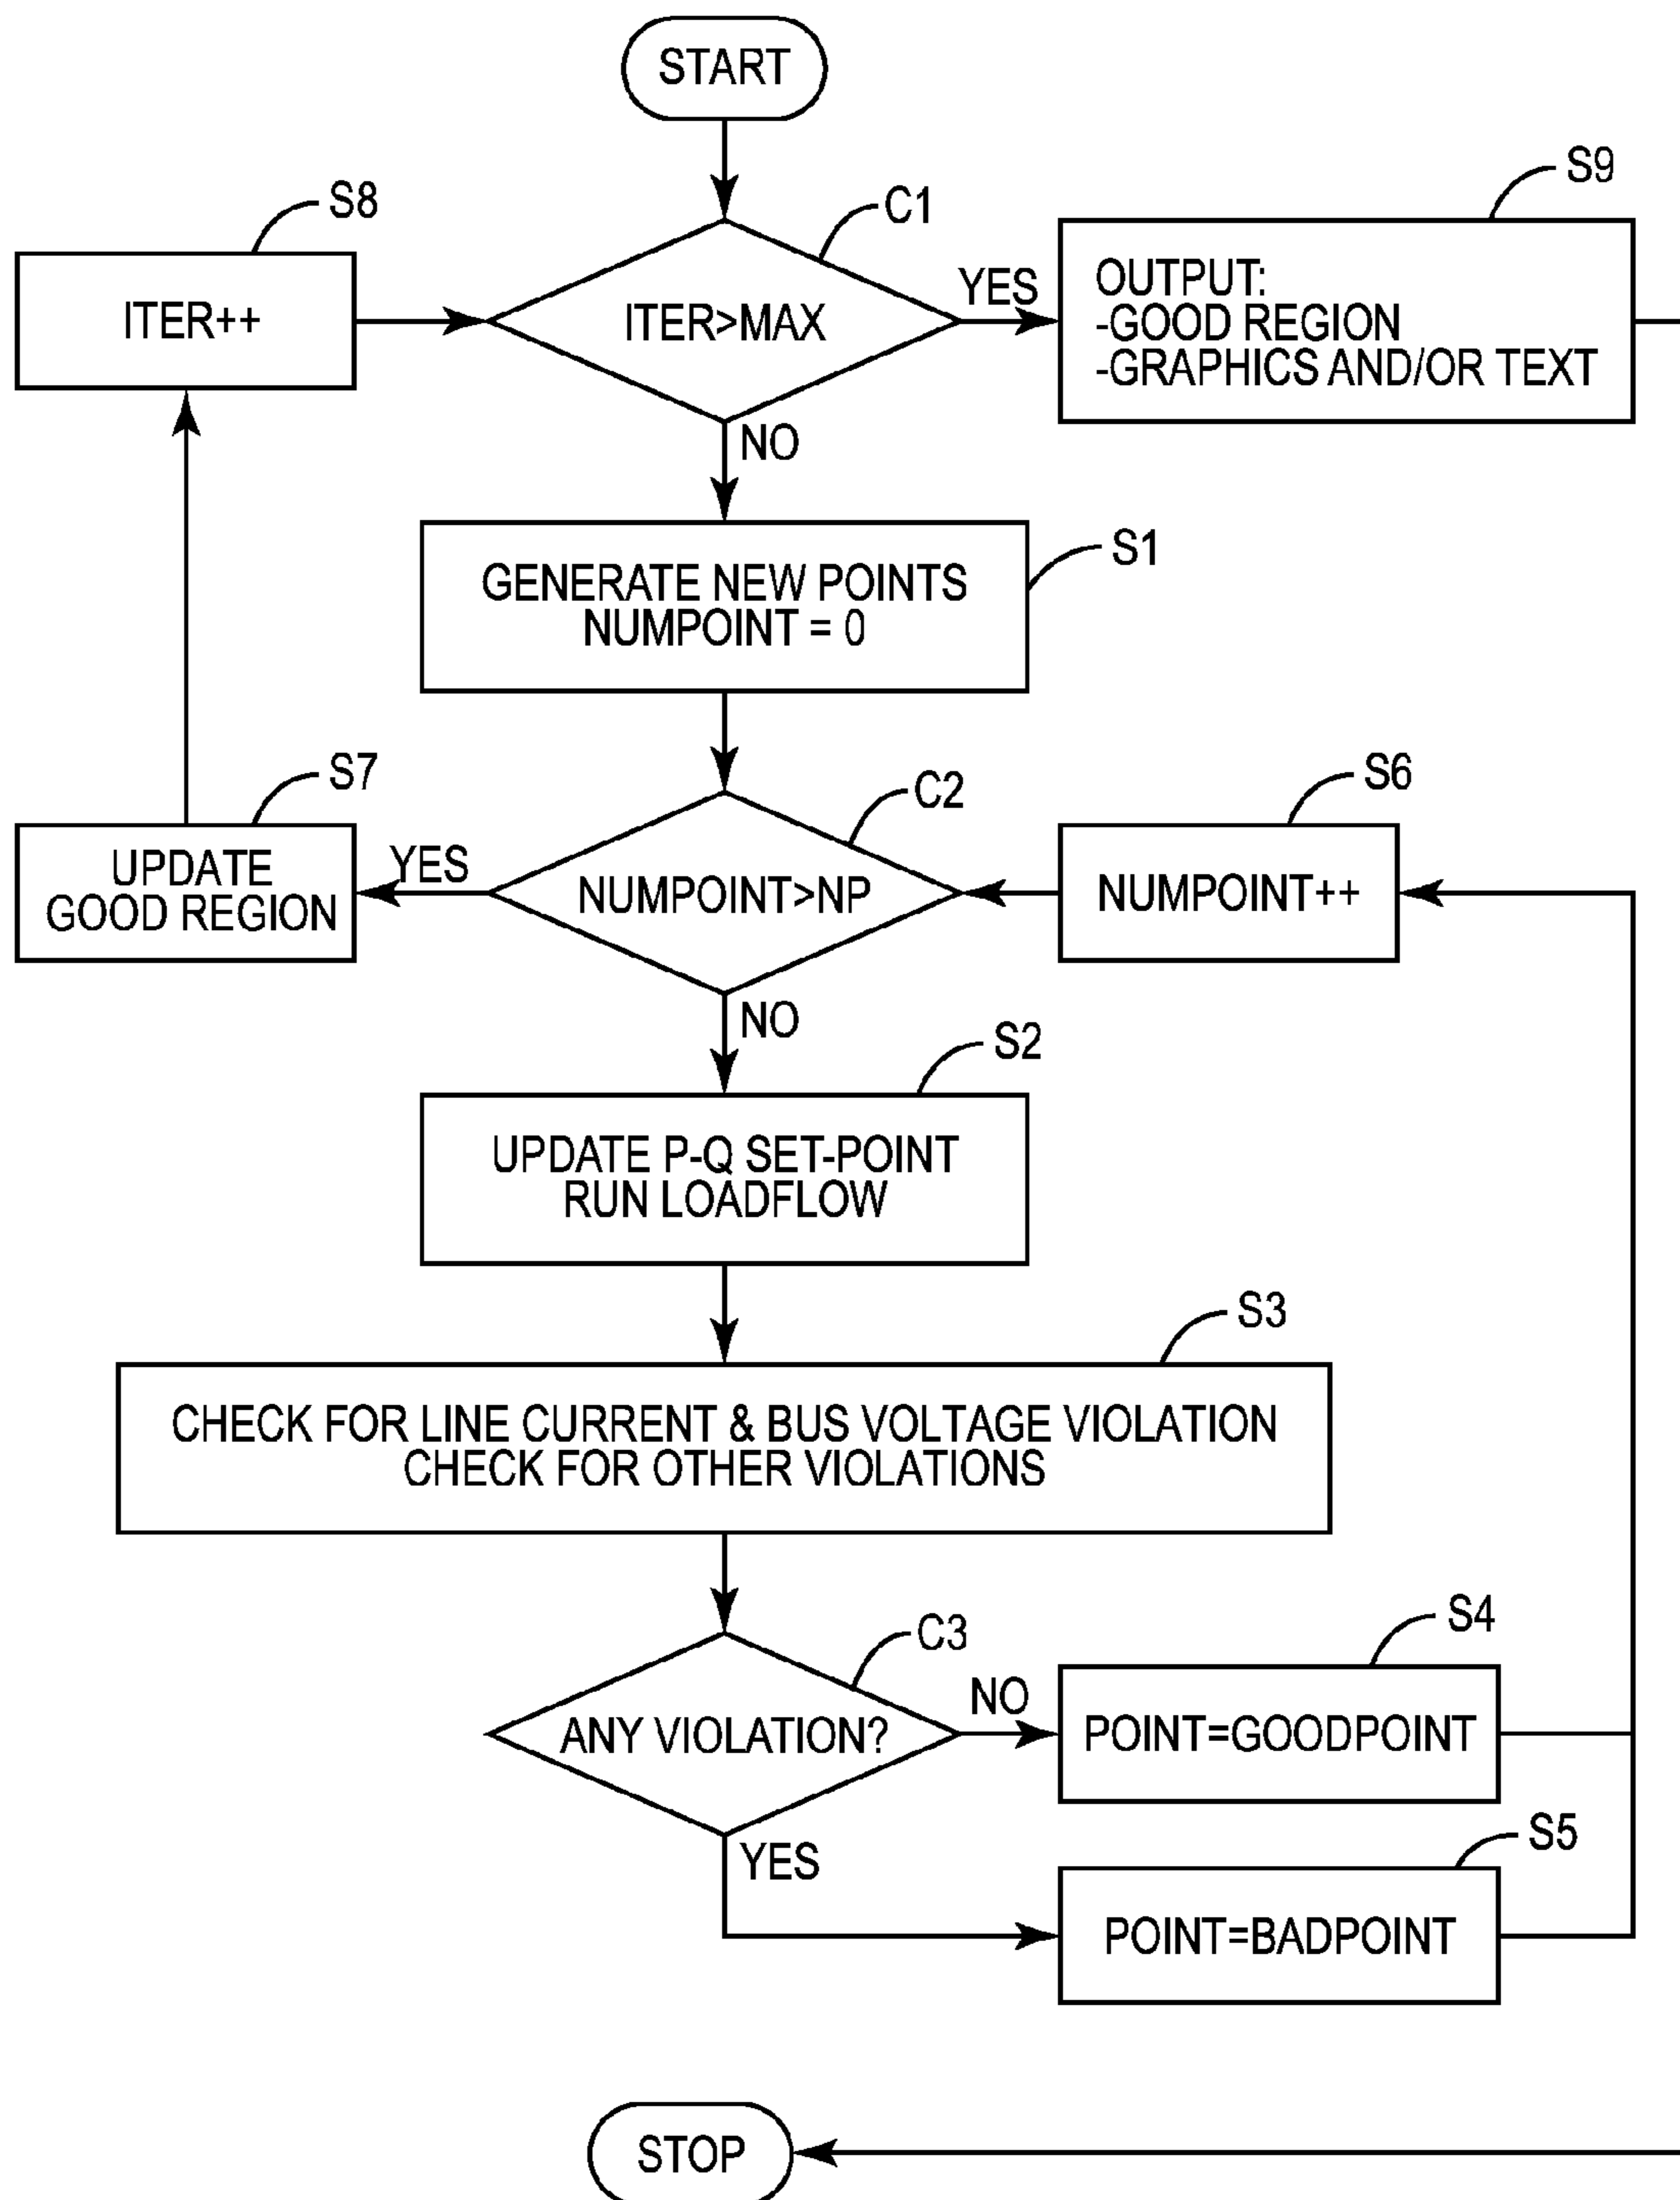 START
S8
C1
S9
ITER++
ITER>MAX
YES
OUTPUT:
-GOOD REGION
-GRAPHICS AND/OR TEXT
NO
S1
GENERATE NEW POINTS
NUMPOINT = 0
S7
C2
S6
UPDATE
GOOD REGION
YES
NUMPOINT>NP
NUMPOINT++
NO
S2
UPDATE P-Q SET-POINT
RUN LOADFLOW
S3
CHECK FOR LINE CURRENT & BUS VOLTAGE VIOLATION
CHECK FOR OTHER VIOLATIONS
C3
S4
ANY VIOLATION?
NO
POINT=GOODPOINT
YES
S5
POINT=BADPOINT
STOP